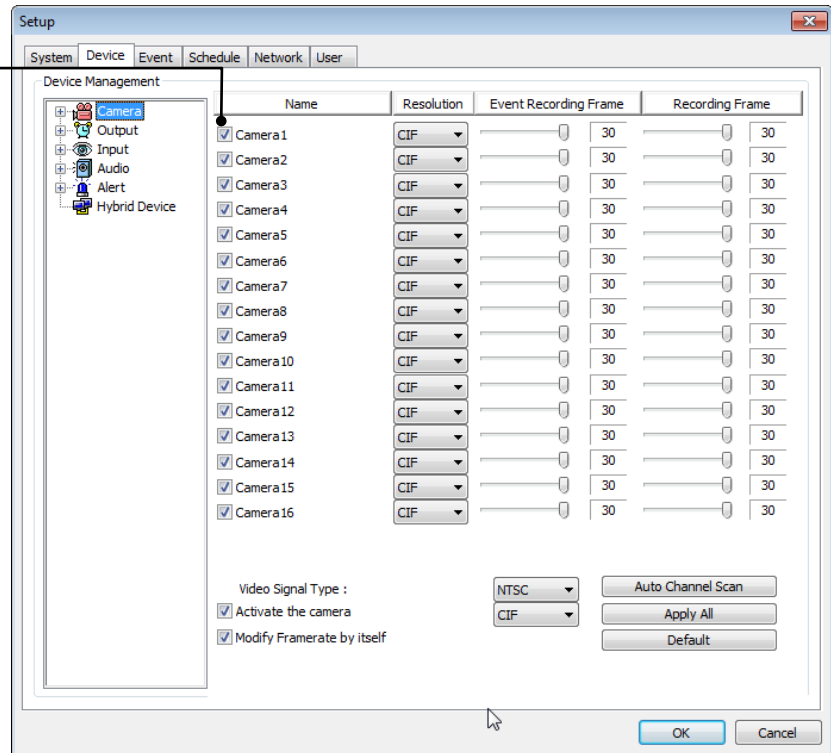 Setup
System Device Event Schedule Network User
Device Management
Camera
Output
Input
Audio
Alert
Hybrid Device
Name Resolution Event Recording Frame Recording Frame
Camera1 CIF 30 30
Camera2 CIF 30 30
Camera3 CIF 30 30
Camera4 CIF 30 30
Camera5 CIF 30 30
Camera6 CIF 30 30
Camera7 CIF 30 30
Camera8 CIF 30 30
Camera9 CIF 30 30
Camera10 CIF 30 30
Camera11 CIF 30 30
Camera12 CIF 30 30
Camera13 CIF 30 30
Camera14 CIF 30 30
Camera15 CIF 30 30
Camera16 CIF 30 30
Video Signal Type : NTSC Auto Channel Scan
Activate the camera CIF Apply All
Modify Framerate by itself Default
OK Cancel